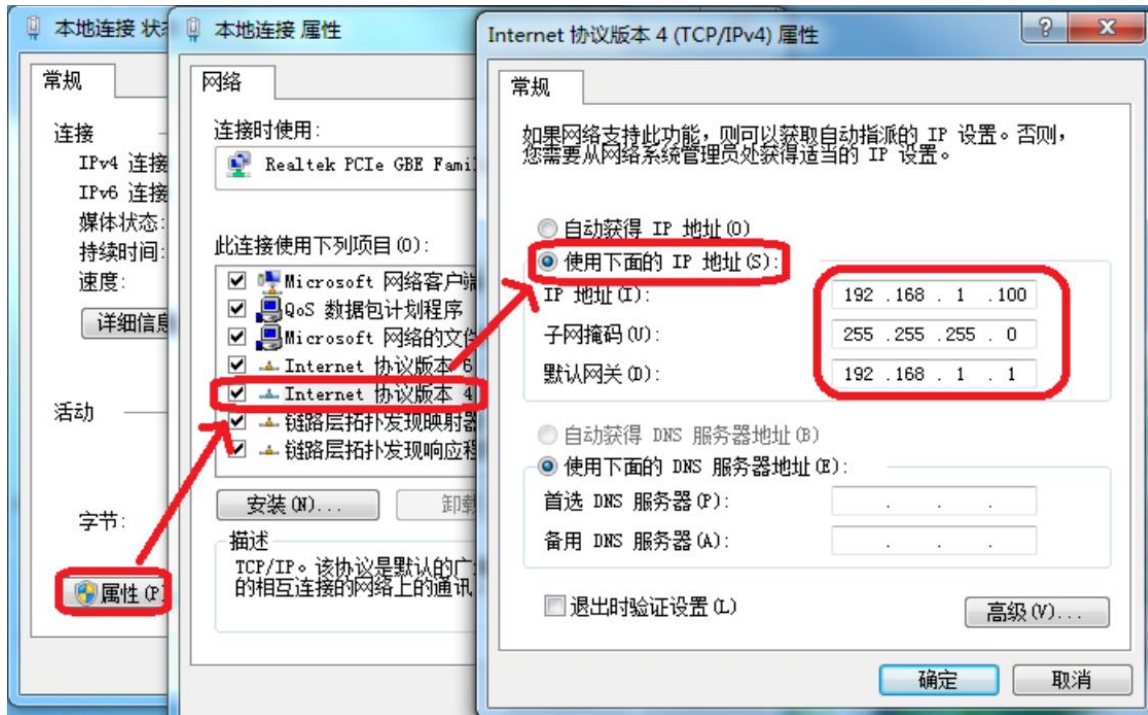 本地连接 状
常规
连接
IPv4 连接
IPv6 连接
媒体状态:
持续时间:
速度:
详细信息
活动
字节:
属性(P)
本地连接 属性
网络
连接时使用:
Realtek PCIe GBE Fami
此连接使用下列项目(O):
Microsoft 网络客户端
QoS 数据包计划程序
Microsoft 网络的文件
Internet 协议版本 6
Internet 协议版本 4
链路层拓扑发现映射器
链路层拓扑发现响应程
安装(N)...
卸载
描述
TCP/IP。该协议是默认的广
的相互连接的网络上的通讯
Internet 协议版本 4 (TCP/IPv4) 属性
常规
如果网络支持此功能，则可以获取自动指派的 IP 设置。否则，
您需要从网络系统管理员处获得适当的 IP 设置。
自动获得 IP 地址(O)
使用下面的 IP 地址(S):
IP 地址(I): 192 .168 . 1 .100
子网掩码(U): 255 .255 .255 . 0
默认网关(D): 192 .168 . 1 . 1
自动获得 DNS 服务器地址(B)
使用下面的 DNS 服务器地址(E):
首选 DNS 服务器(P): . . .
备用 DNS 服务器(A): . . .
退出时验证设置(L)
高级(V)...
确定
取消